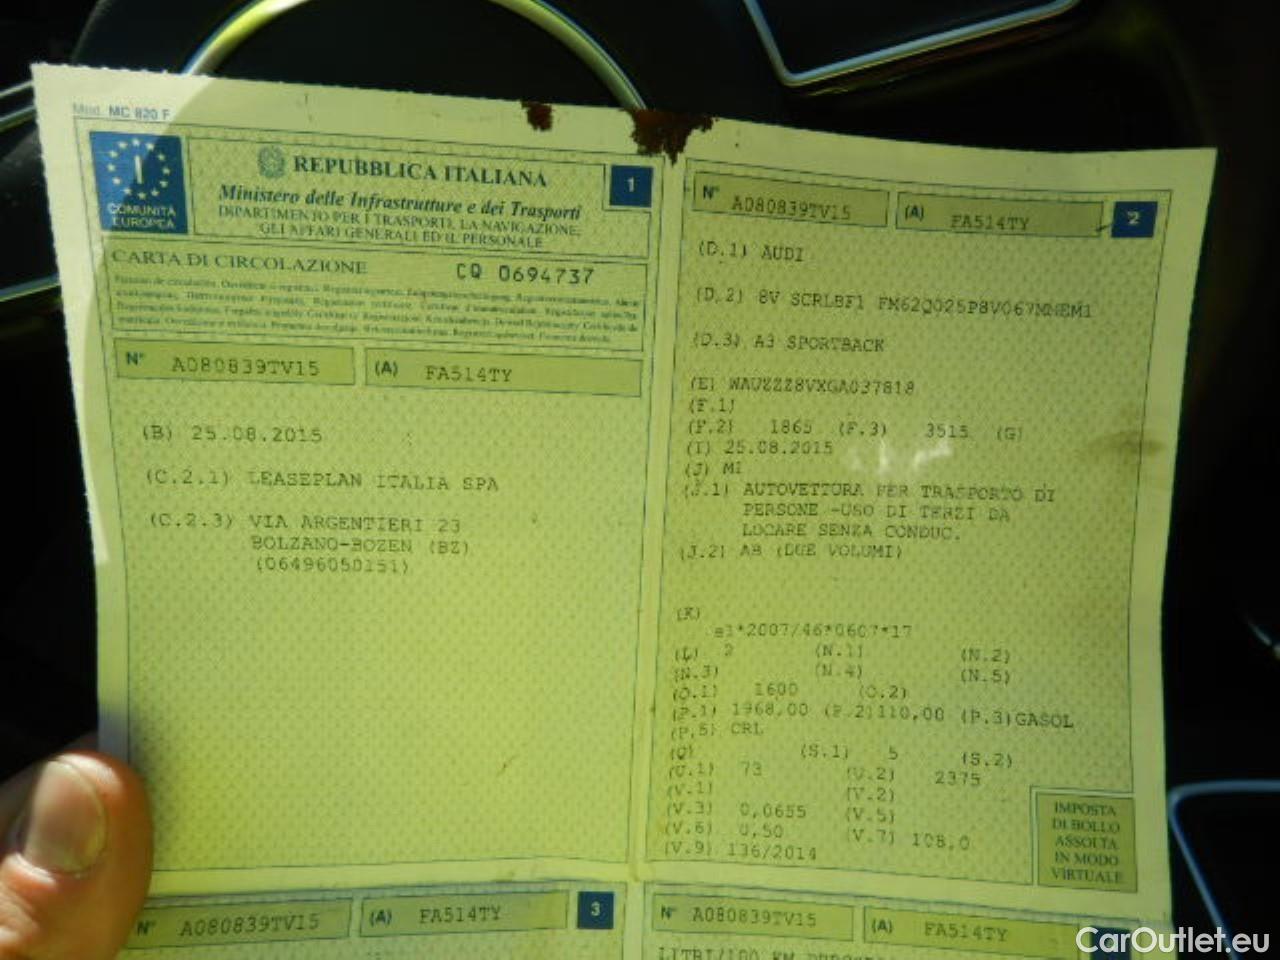 Mod. MC 820 F
I
COMUNITÀ
EUROPEA
REPUBBLICA ITALIANA
Ministero delle Infrastrutture e dei Trasporti
DIPARTIMENTO PER I TRASPORTI, LA NAVIGAZIONE,
GLI AFFARI GENERALI ED IL PERSONALE
1
CARTA DI CIRCOLAZIONE CQ 0694737
N° A080839TV15 (A) FA514TY
(B) 25.08.2015
(C.2.1) LEASEPLAN ITALIA SPA
(C.2.3) VIA ARGENTIERI 23
BOLZANO-BOZEN (BZ)
(06496050151)
N° A080839TV15 (A) FA514TY 2
(D.1) AUDI
(D.2) 8V SCRLBF1 FM62Q025P8V067MMEM1
(D.3) A3 SPORTBACK
(E) WAUZZZ8VXGA037818
(F.1)
(F.2) 1865 (F.3) 3515 (G)
(I) 25.08.2015
(J) M1
(J.1) AUTOVETTURA PER TRASPORTO DI
PERSONE -USO DI TERZI DA
LOCARE SENZA CONDUC.
(J.2) AB (DUE VOLUMI)
(K)
e1*2007/46*0607*17
(L) 2 (N.1) (N.2)
(N.3) (N.4) (N.5)
(O.1) 1600 (O.2)
(P.1) 1968,00 (P.2)110,00 (P.3)GASOL
(P.5) CRL
(Q) (S.1) 5 (S.2)
(U.1) 73 (U.2) 2375
(V.1) (V.2)
(V.3) 0,0655 (V.5)
(V.6) 0,50 (V.7) 108,0
(V.9) 136/2014
IMPOSTA
DI BOLLO
ASSOLTA
IN MODO
VIRTUALE
N° A080839TV15 (A) FA514TY 3
N° A080839TV15 (A) FA514TY
LITRI/100 KM
CarOutlet.eu